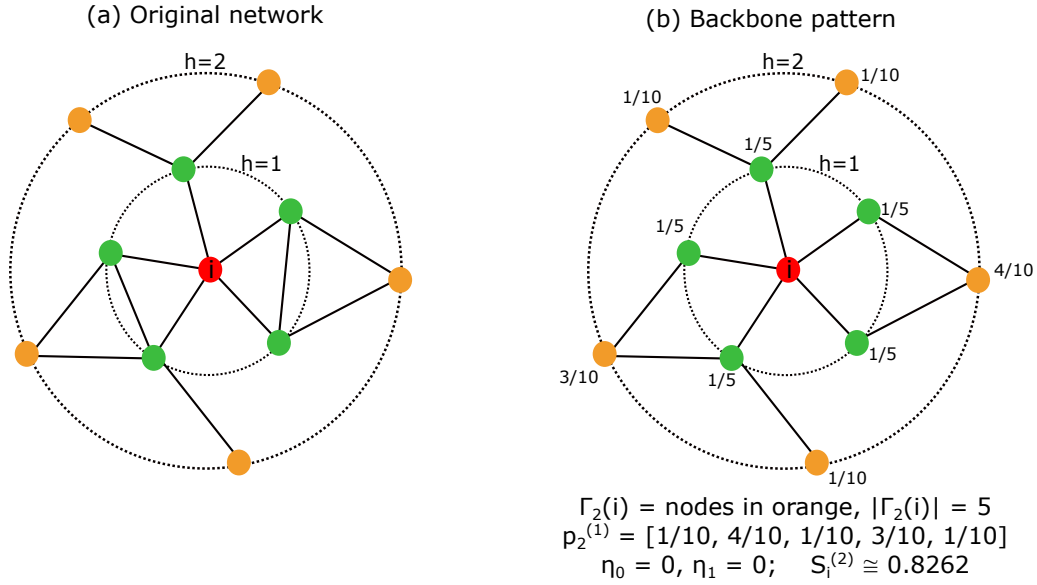 (a) Original network
(b) Backbone pattern
h=2
h=1
i
h=2
1/10
1/10
1/5
h=1
1/5
1/5
i
4/10
1/5
1/5
3/10
1/10
Γ₂(i) = nodes in orange, |Γ₂(i)| = 5
p₂⁽¹⁾ = [1/10, 4/10, 1/10, 3/10, 1/10]
η₀ = 0, η₁ = 0; Sᵢ⁽²⁾ ≅ 0.8262